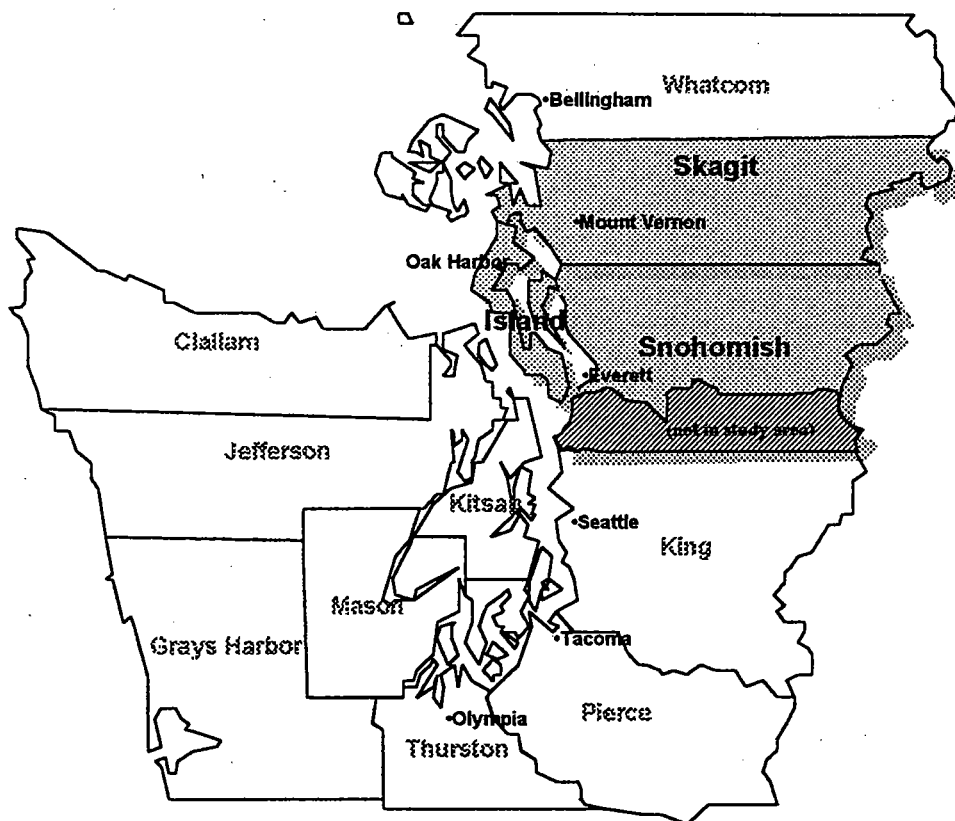 Whatcom
•Bellingham
Skagit
•Mount Vernon
Oak Harbor
Island
Clallam
Snohomish
•Everett
(not in study area)
Jefferson
Kitsap
•Seattle
King
Mason
Grays Harbor
•Tacoma
Pierce
•Olympia
Thurston